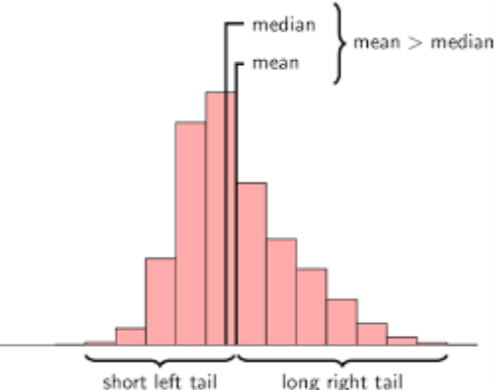 median
mean
mean > median
short left tail
long right tail